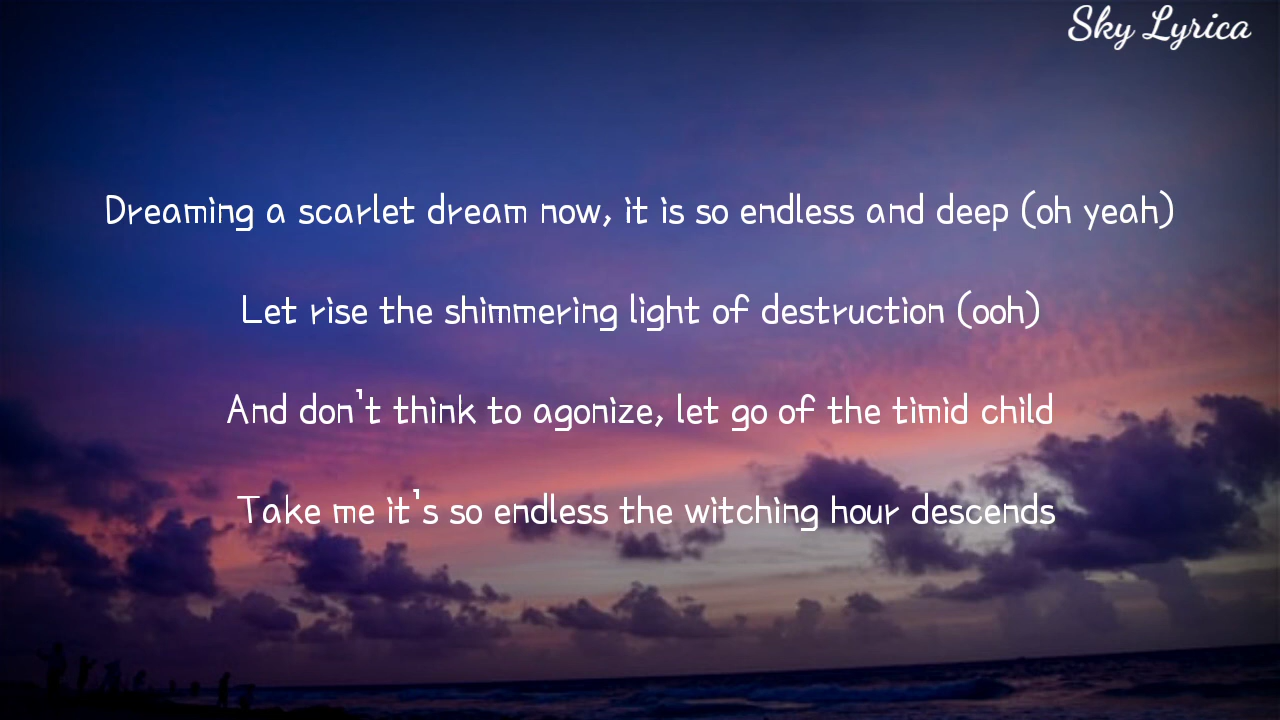 Sky Lyrica
Dreaming a scarlet dream now, it is so endless and deep (oh yeah)
Let rise the shimmering light of destruction (ooh)
And don't think to agonize, let go of the timid child
Take me it's so endless the witching hour descends